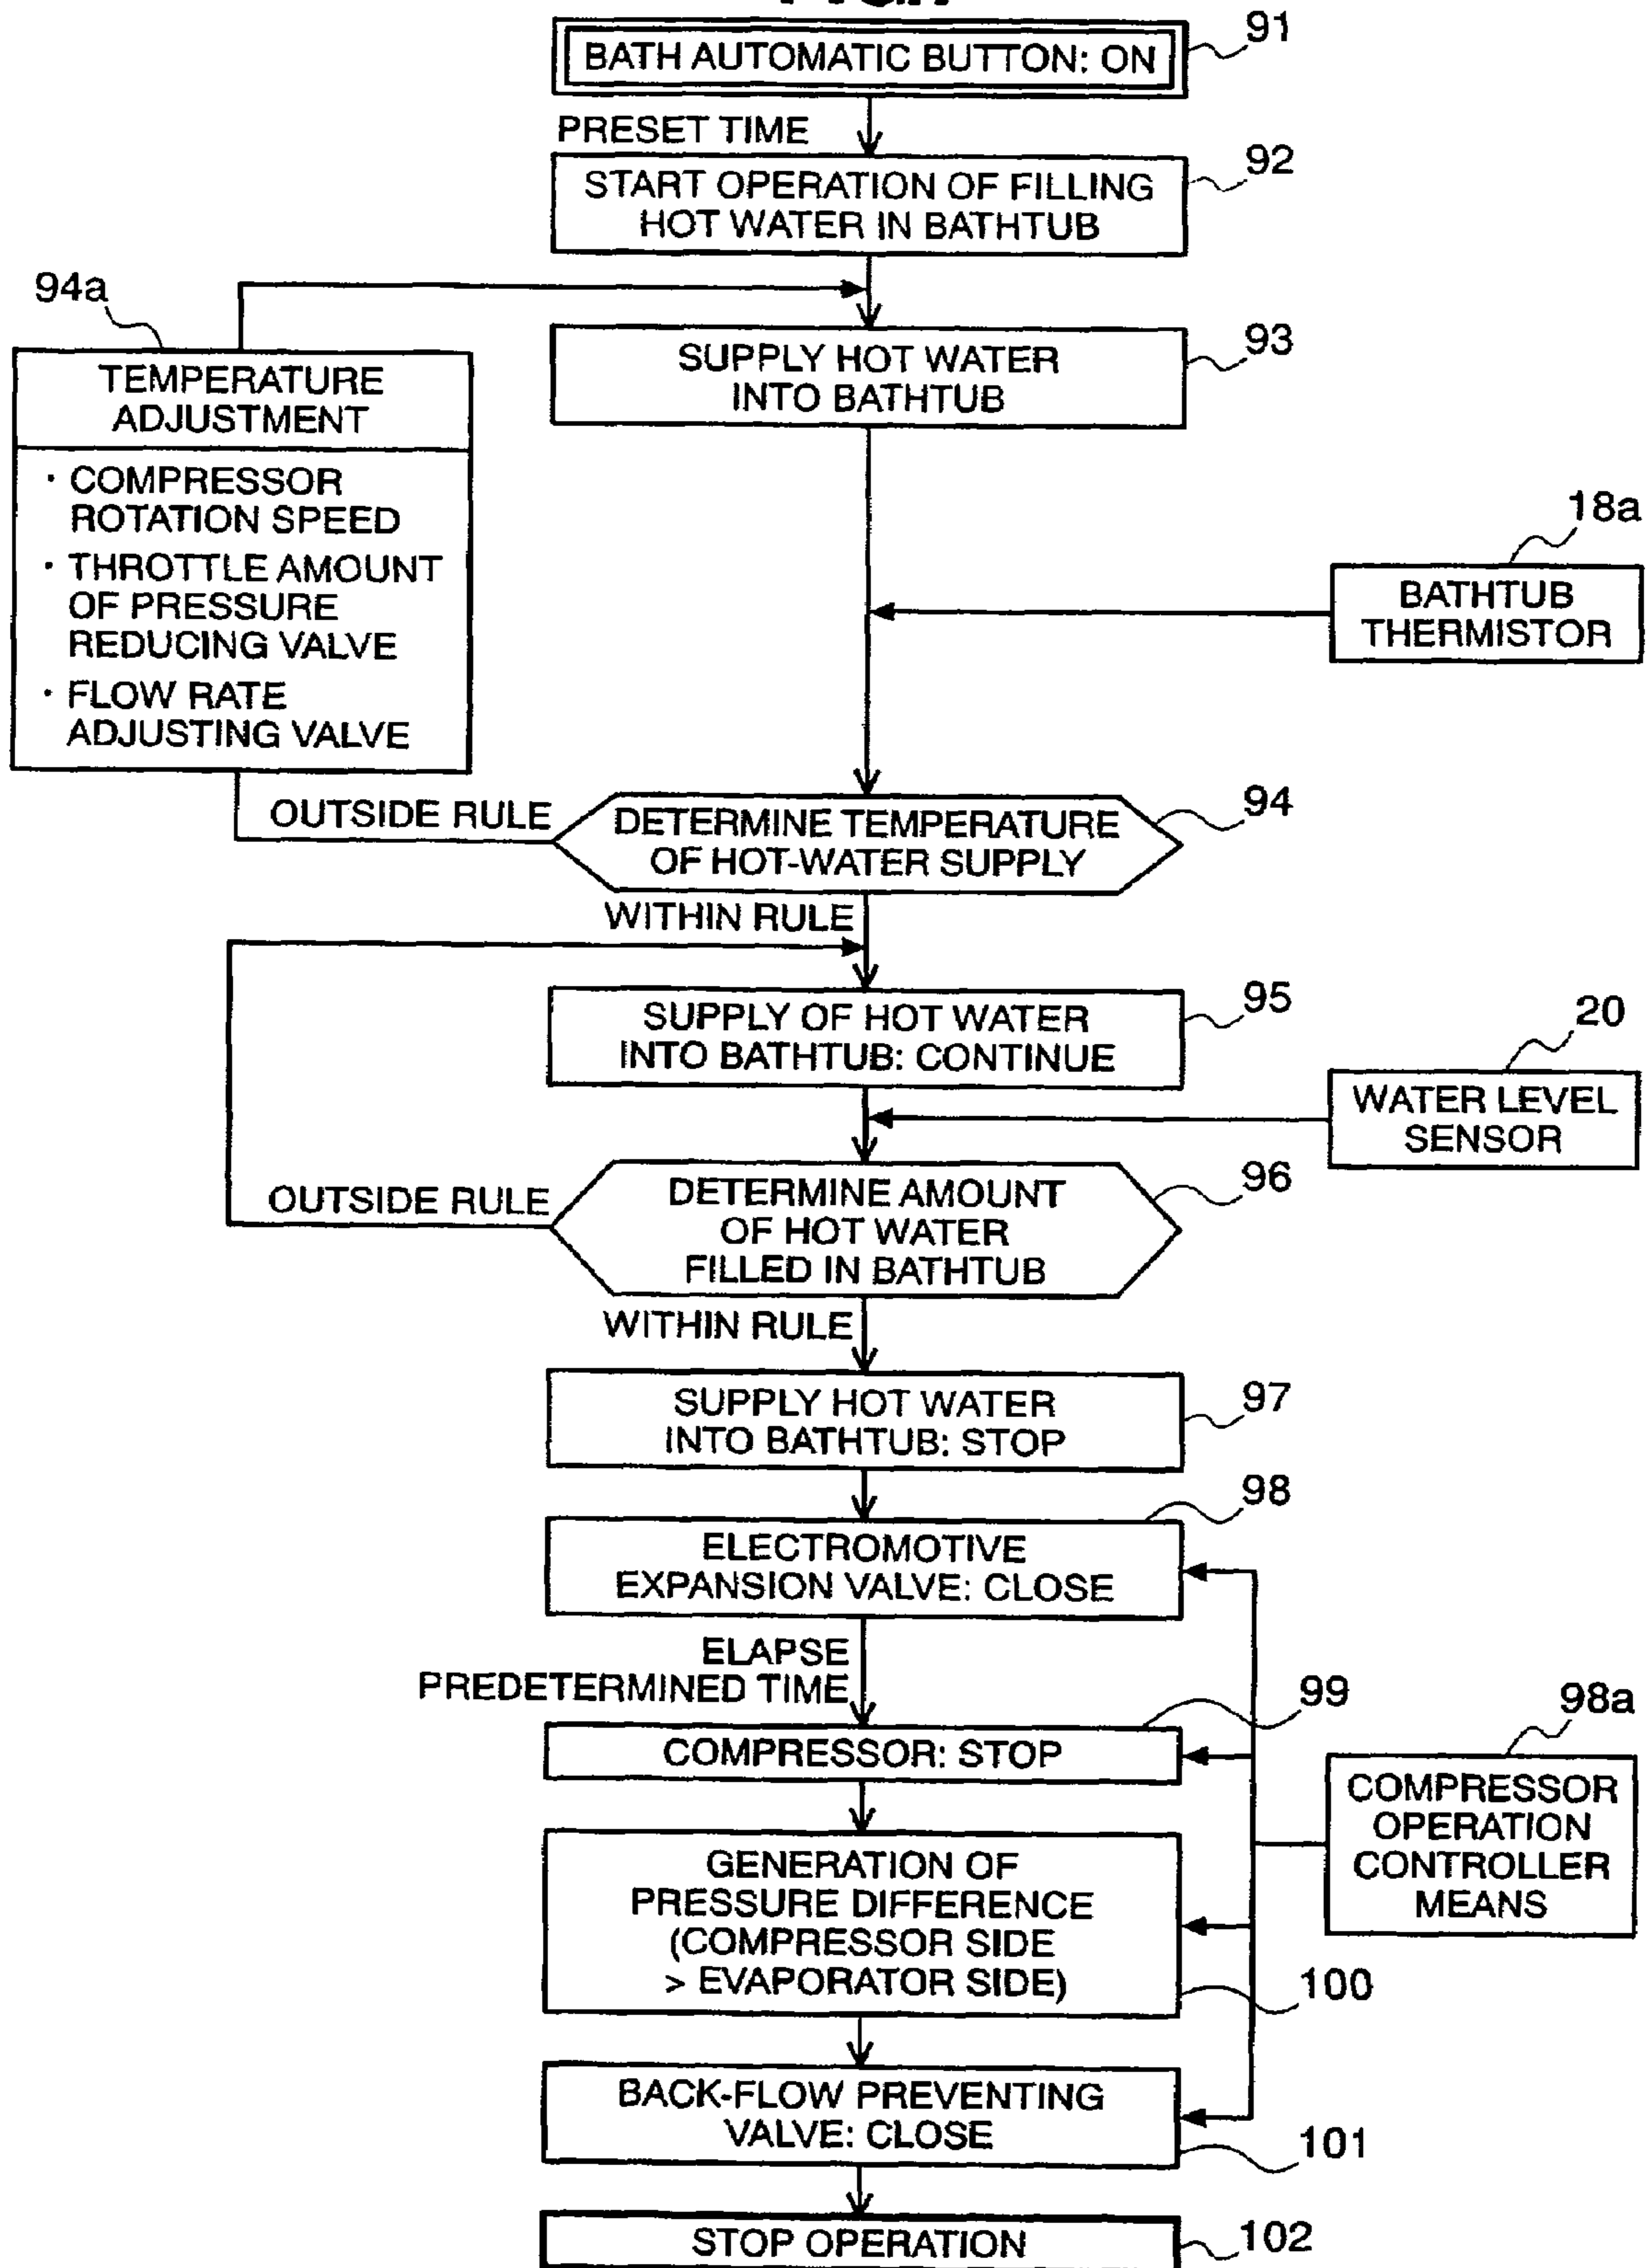 91
BATH AUTOMATIC BUTTON: ON
PRESET TIME
92
START OPERATION OF FILLING
HOT WATER IN BATHTUB
94a
93
SUPPLY HOT WATER
INTO BATHTUB
TEMPERATURE
ADJUSTMENT
· COMPRESSOR
ROTATION SPEED
· THROTTLE AMOUNT
OF PRESSURE
REDUCING VALVE
· FLOW RATE
ADJUSTING VALVE
18a
BATHTUB
THERMISTOR
OUTSIDE RULE
94
DETERMINE TEMPERATURE
OF HOT-WATER SUPPLY
WITHIN RULE
95
SUPPLY OF HOT WATER
INTO BATHTUB: CONTINUE
20
WATER LEVEL
SENSOR
OUTSIDE RULE
96
DETERMINE AMOUNT
OF HOT WATER
FILLED IN BATHTUB
WITHIN RULE
97
SUPPLY HOT WATER
INTO BATHTUB: STOP
98
ELECTROMOTIVE
EXPANSION VALVE: CLOSE
ELAPSE
PREDETERMINED TIME
99
COMPRESSOR: STOP
98a
COMPRESSOR
OPERATION
CONTROLLER
MEANS
GENERATION OF
PRESSURE DIFFERENCE
(COMPRESSOR SIDE
> EVAPORATOR SIDE)
100
BACK-FLOW PREVENTING
VALVE: CLOSE
101
STOP OPERATION
102